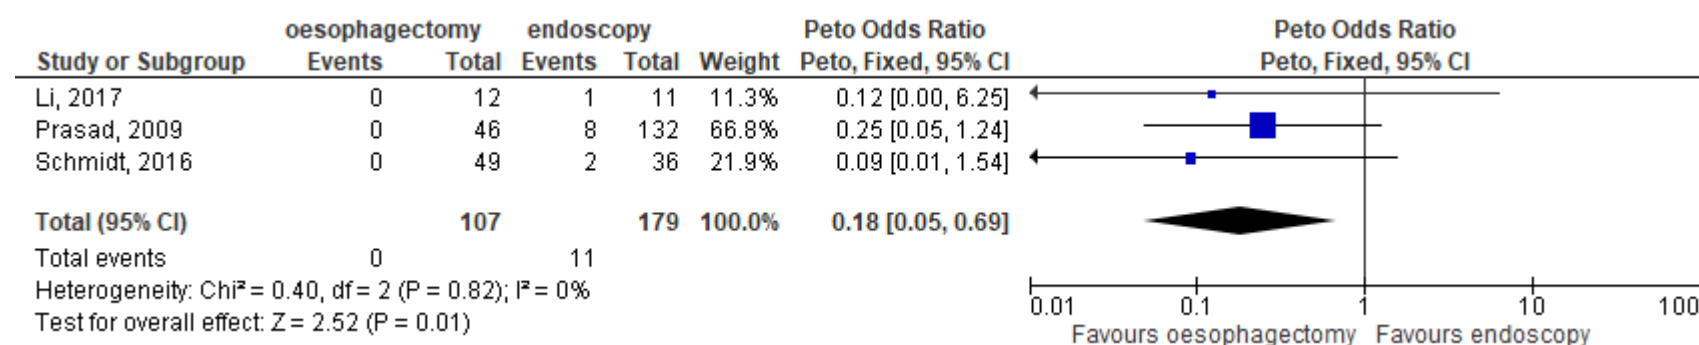 oesophagectomy endoscopy Peto Odds Ratio Peto Odds Ratio
Study or Subgroup Events Total Events Total Weight Peto, Fixed, 95% CI Peto, Fixed, 95% CI
Li, 2017 0 12 1 11 11.3% 0.12 [0.00, 6.25]
Prasad, 2009 0 46 8 132 66.8% 0.25 [0.05, 1.24]
Schmidt, 2016 0 49 2 36 21.9% 0.09 [0.01, 1.54]
Total (95% CI) 107 179 100.0% 0.18 [0.05, 0.69]
Total events 0 11
Heterogeneity: Chi² = 0.40, df = 2 (P = 0.82); I² = 0%
Test for overall effect: Z = 2.52 (P = 0.01)
0.01 0.1 1 10 100
Favours oesophagectomy Favours endoscopy